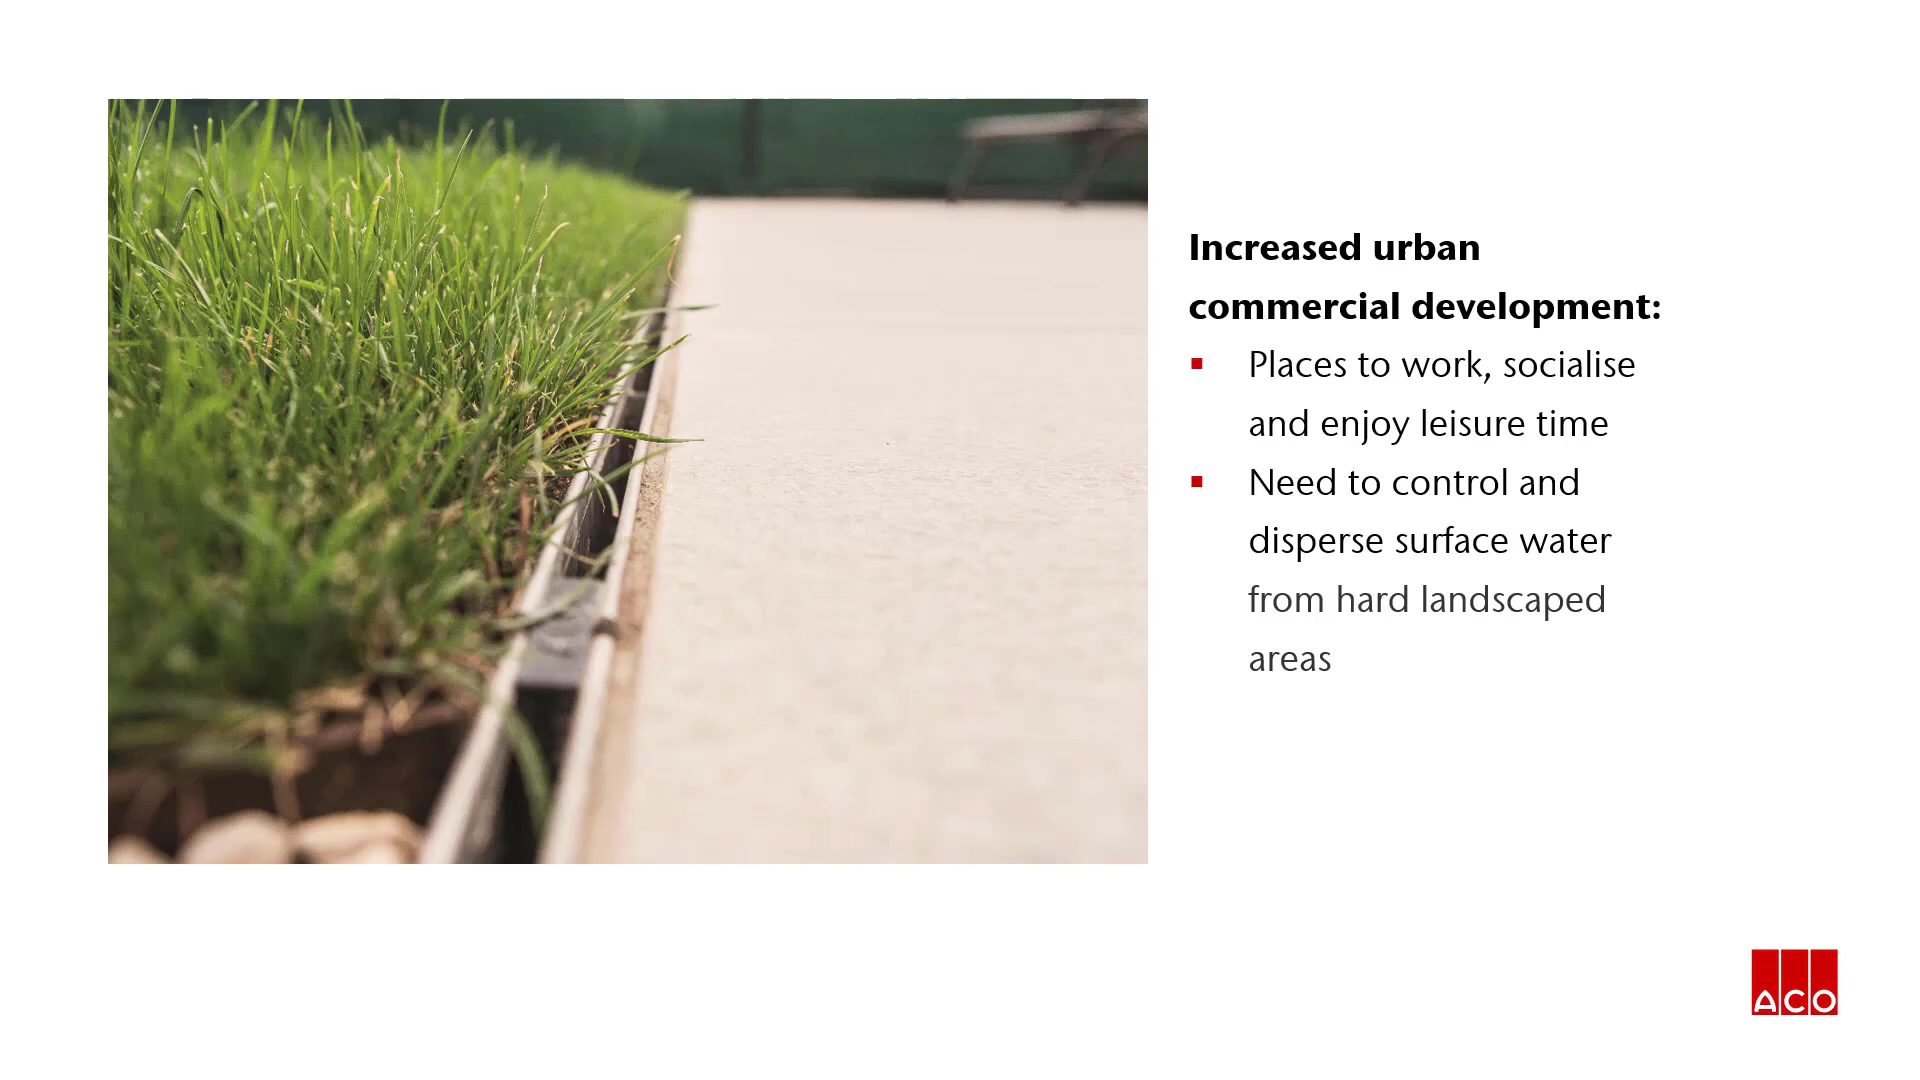 Increased urban
commercial development:
▪ Places to work, socialise
and enjoy leisure time
▪ Need to control and
disperse surface water
from hard landscaped
areas
ACO